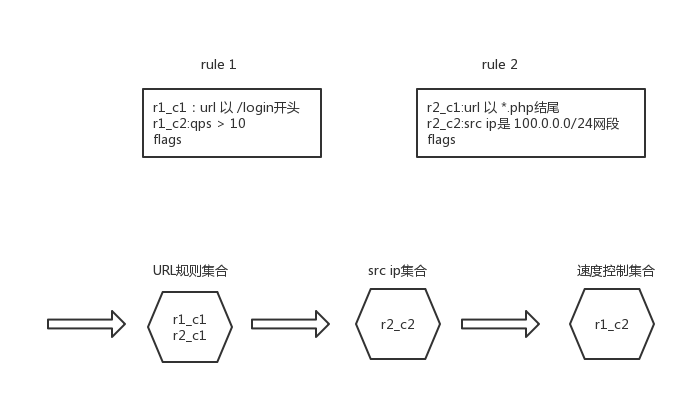 rule 1
rule 2
r1_c1：url 以 /login开头
r1_c2:qps > 10
flags
r2_c1:url 以 *.php结尾
r2_c2:src ip是 100.0.0.0/24网段
flags
URL规则集合
src ip集合
速度控制集合
r1_c1
r2_c1
r2_c2
r1_c2